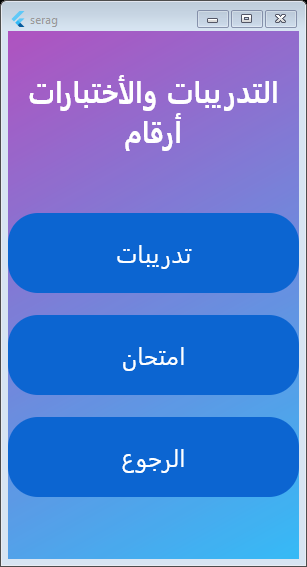 serag
التدريبات والأختبارات
أرقام
تدريبات
امتحان
الرجوع